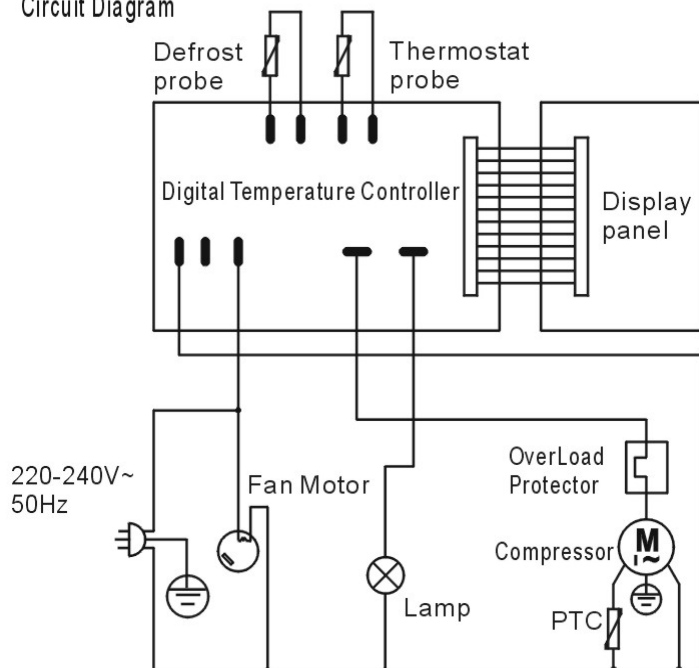 Circuit Diagram
Defrost
probe
Thermostat
probe
Digital Temperature Controller
Display
panel
220-240V~
50Hz
Fan Motor
OverLoad
Protector
Compressor
M
1~
Lamp
PTC